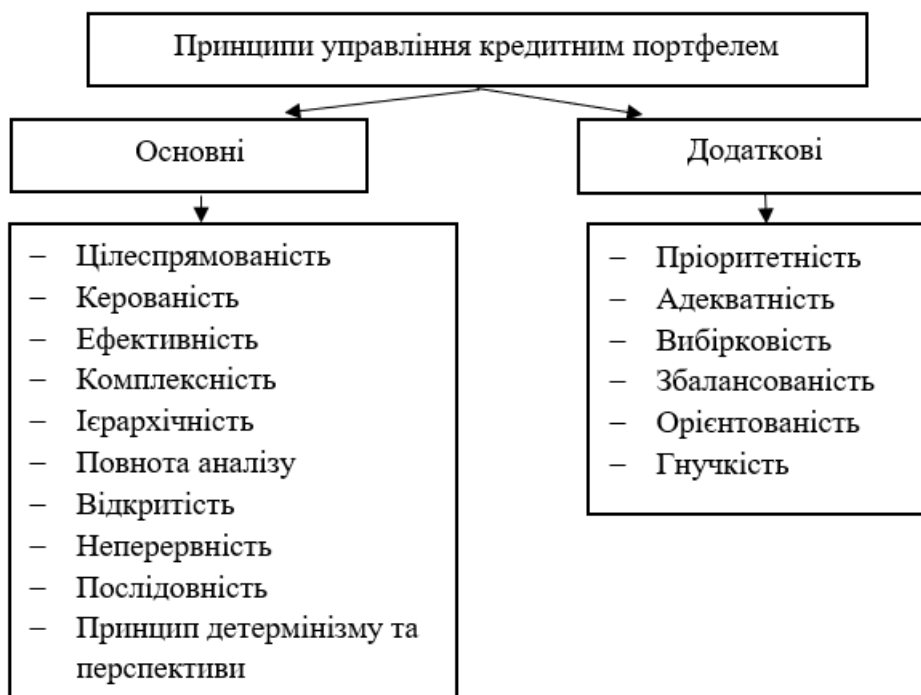 Принципи управління кредитним портфелем
Основні
Додаткові
– Цілеспрямованість
– Керованість
– Ефективність
– Комплексність
– Ієрархічність
– Повнота аналізу
– Відкритість
– Неперервність
– Послідовність
– Принцип детермінізму та
перспективи
– Пріоритетність
– Адекватність
– Вибірковість
– Збалансованість
– Орієнтованість
– Гнучкість